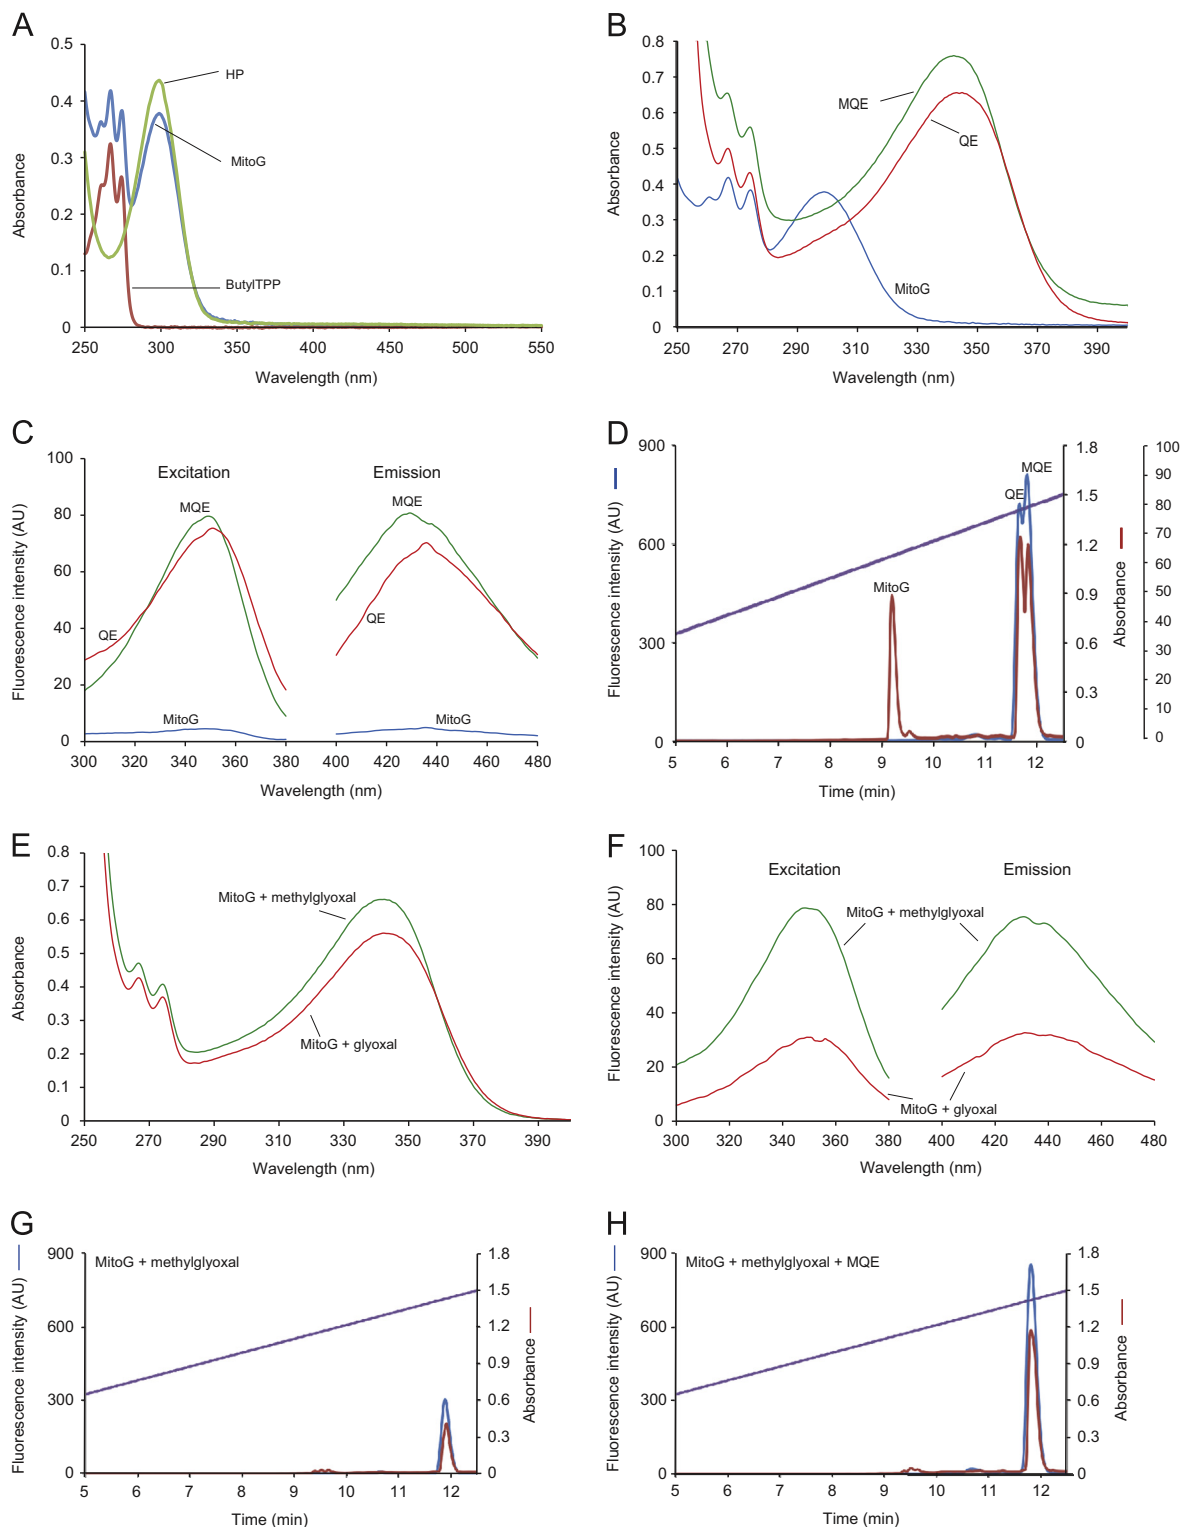 A
0.5
0.4
0.3
0.2
0.1
0
Absorbance
HP
MitoG
ButylTPP
250 300 350 400 450 500 550
Wavelength (nm)
B
0.8
0.7
0.6
0.5
0.4
0.3
0.2
0.1
0
Absorbance
MQE
QE
MitoG
250 270 290 310 330 350 370 390
Wavelength (nm)
C
100
80
60
40
20
0
Fluorescence intensity (AU)
Excitation Emission
MQE MQE
QE QE
MitoG MitoG
300 320 340 360 380 400 420 440 460 480
Wavelength (nm)
D
900
600
300
0
Fluorescence intensity (AU)
MQE
QE
MitoG
1.8
1.5
1.2
0.9
0.6
0.3
0
Absorbance
100
90
80
70
60
50
40
30
20
10
0
5 6 7 8 9 10 11 12
Time (min)
E
0.8
0.7
0.6
0.5
0.4
0.3
0.2
0.1
0
Absorbance
MitoG + methylglyoxal
MitoG + glyoxal
250 270 290 310 330 350 370 390
Wavelength (nm)
F
100
80
60
40
20
0
Fluorescence intensity (AU)
Excitation Emission
MitoG + methylglyoxal
MitoG + glyoxal
300 320 340 360 380 400 420 440 460 480
Wavelength (nm)
G
900
600
300
0
Fluorescence intensity (AU)
MitoG + methylglyoxal
1.8
1.5
1.2
0.9
0.6
0.3
0
Absorbance
5 6 7 8 9 10 11 12
Time (min)
H
900
600
300
0
Fluorescence intensity (AU)
MitoG + methylglyoxal + MQE
1.8
1.5
1.2
0.9
0.6
0.3
0
Absorbance
5 6 7 8 9 10 11 12
Time (min)